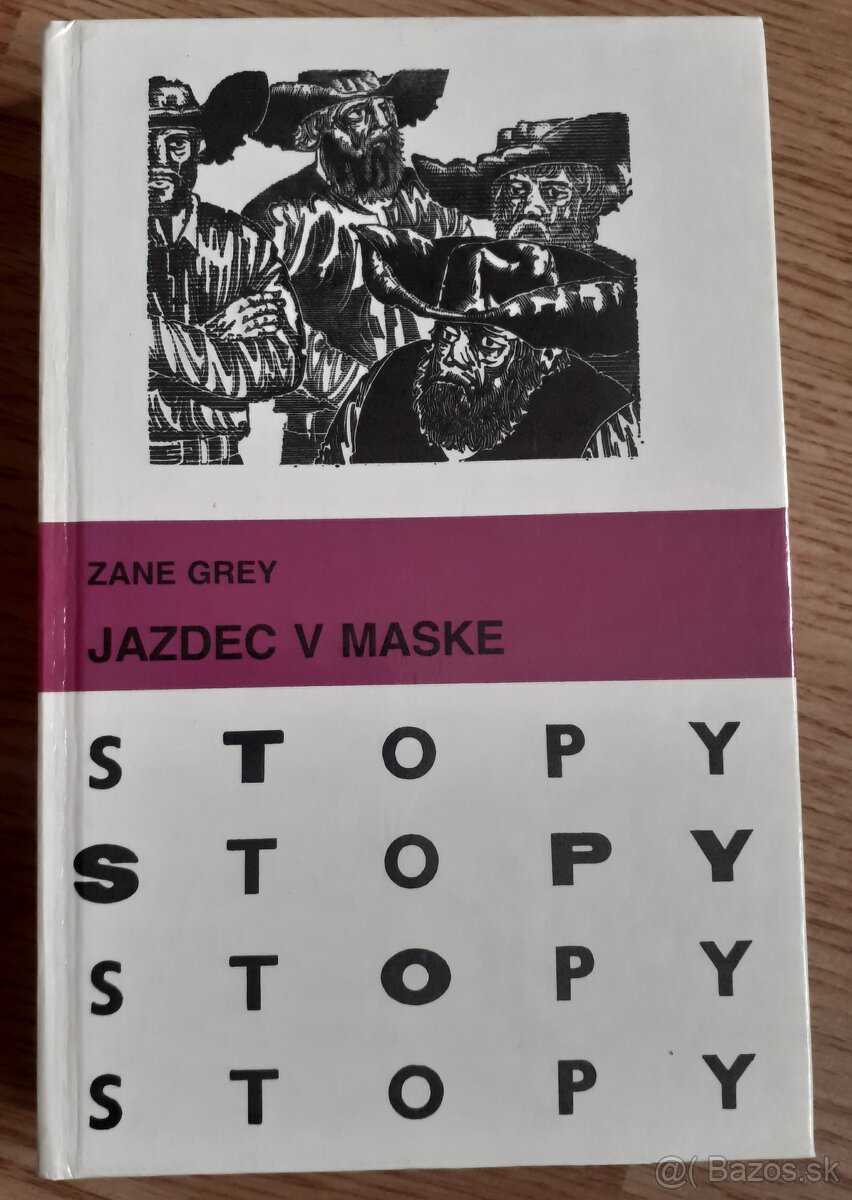 ZANE GREY
JAZDEC V MASKE
S T O P Y
S T O P Y
S T O P Y
S T O P Y
@( Bazos.sk